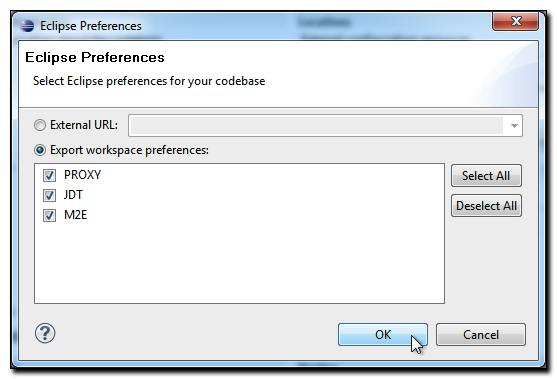 Eclipse Preferences
Eclipse Preferences
Select Eclipse preferences for your codebase
External URL:
Export workspace preferences:
PROXY
JDT
M2E
Select All
Deselect All
OK
Cancel